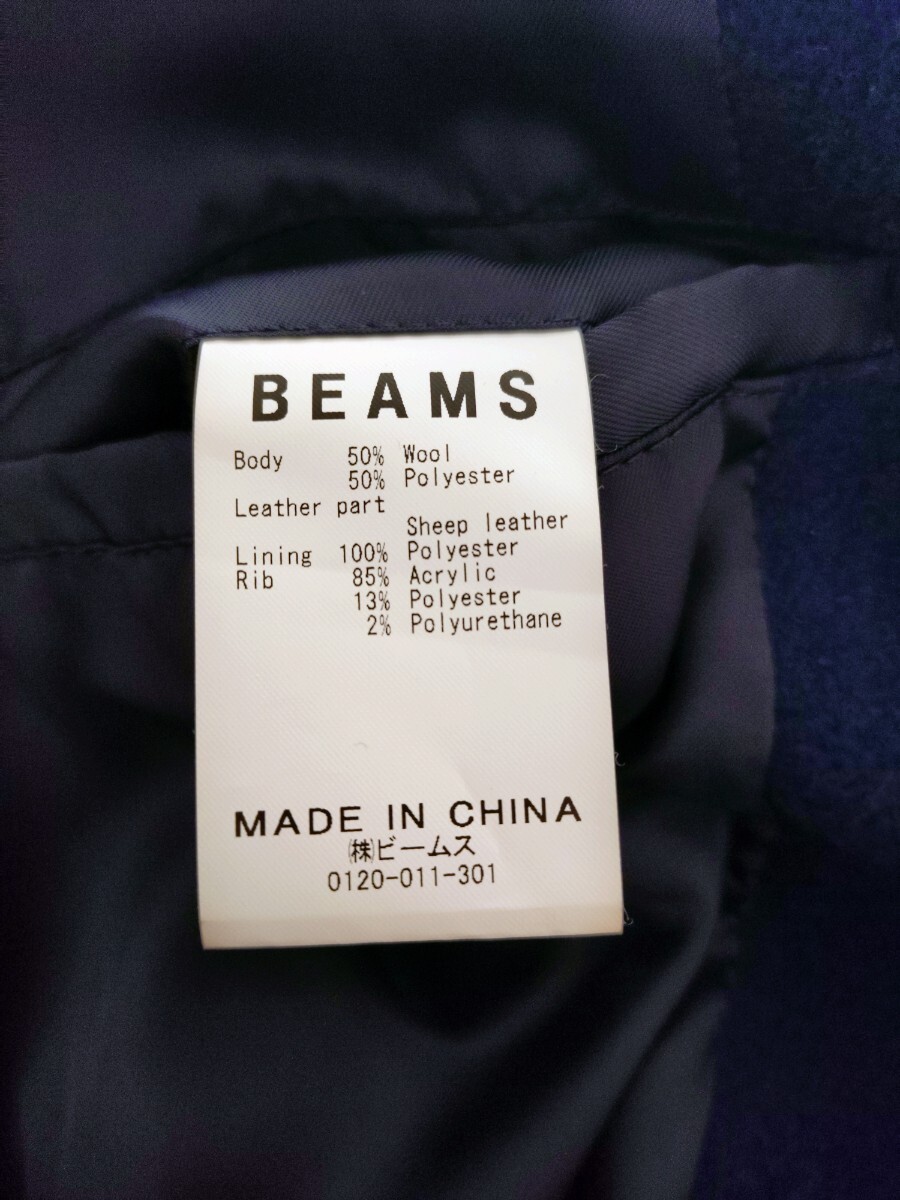 BEAMS
Body 50% Wool
50% Polyester
Leather part
Sheep leather
Lining 100% Polyester
Rib 85% Acrylic
13% Polyester
2% Polyurethane
MADE IN CHINA
㈱ビームス
0120-011-301